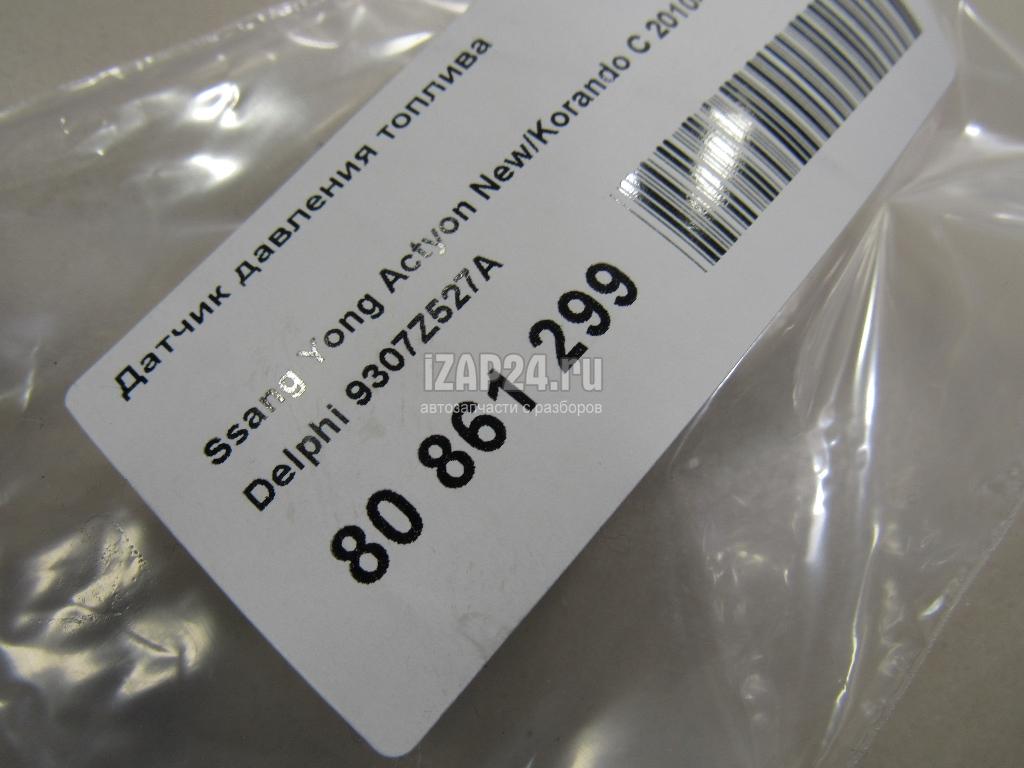 Датчик давления топлива
Ssang Yong Actyon New/Korando C 2010
Delphi 9307Z527A
80 861 299
iZAP24.ru
автозапчасти с разборов